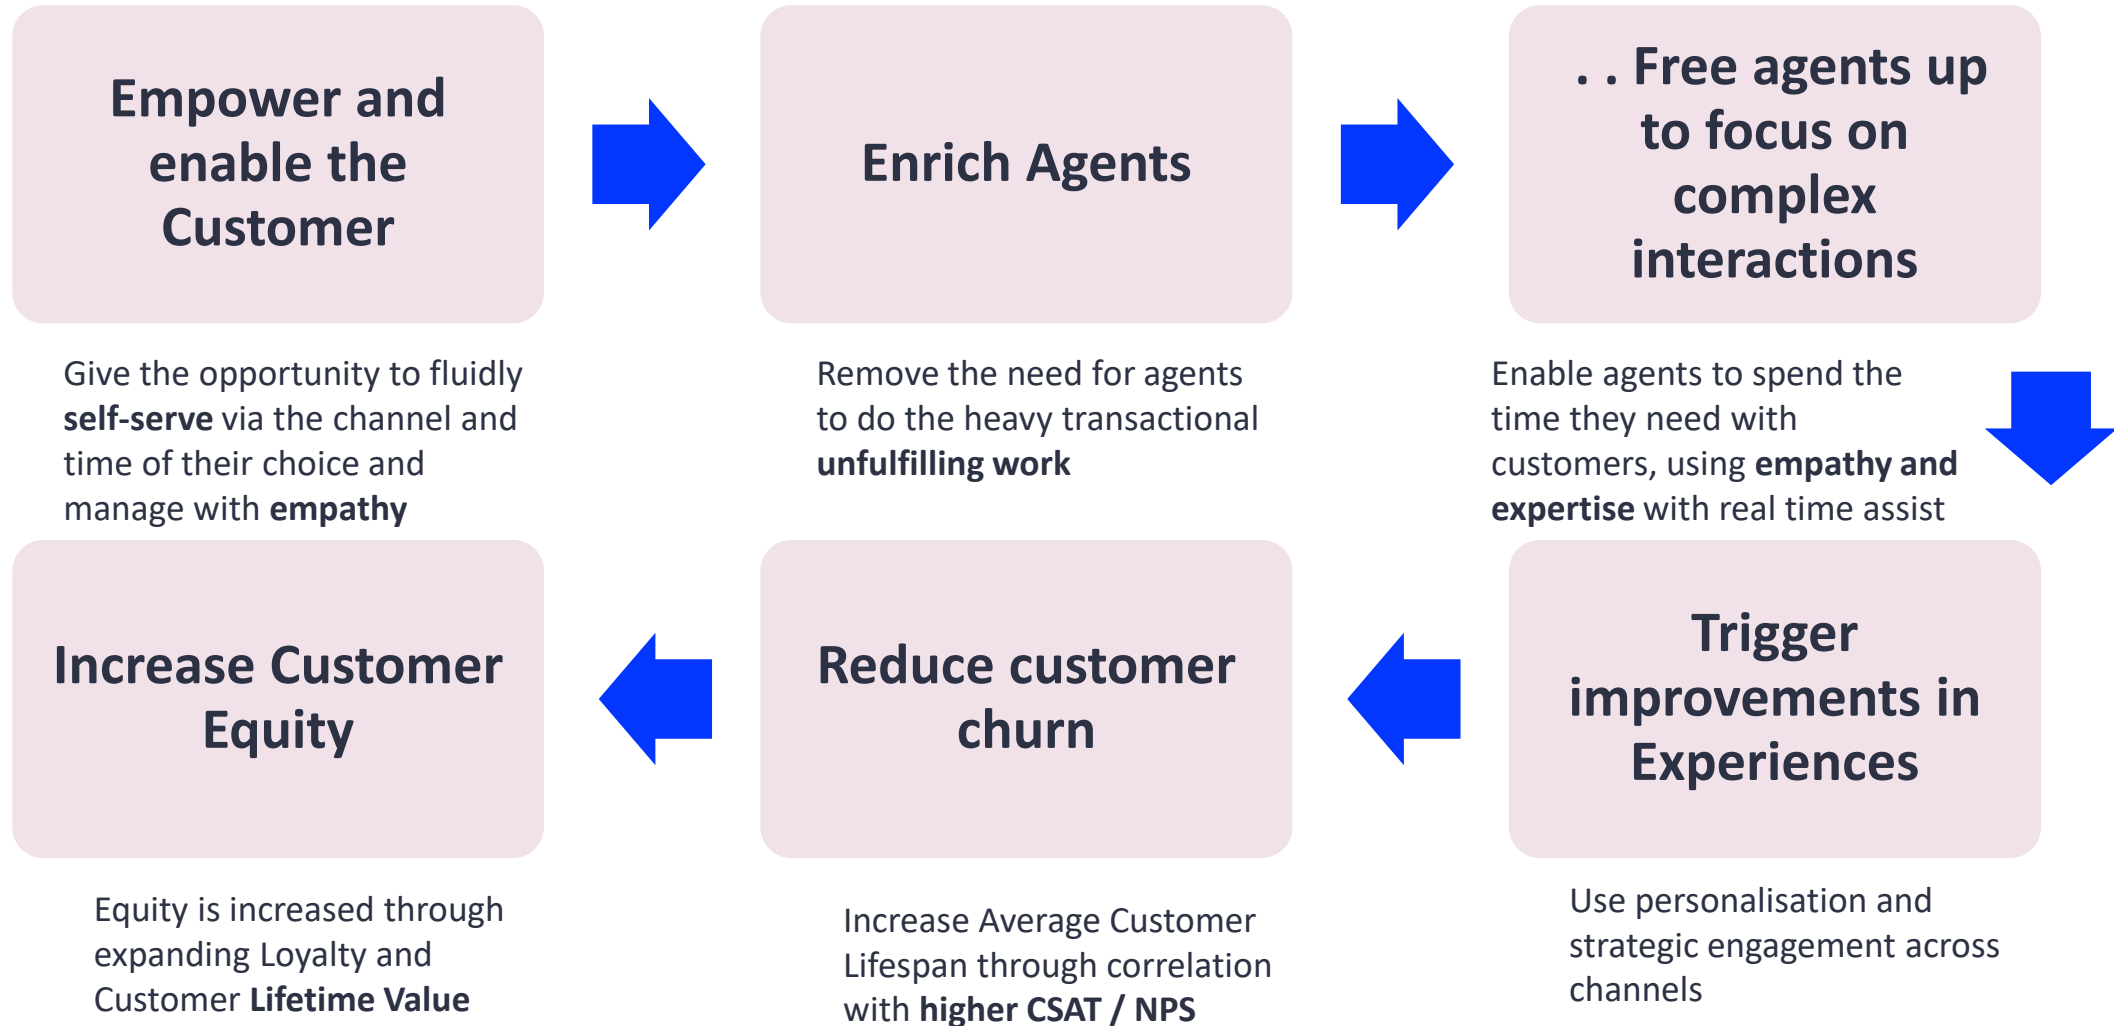 Empower and
enable the
Customer
Enrich Agents
. . Free agents up
to focus on
complex
interactions
Give the opportunity to fluidly
self-serve via the channel and
time of their choice and
manage with empathy
Remove the need for agents
to do the heavy transactional
unfulfilling work
Enable agents to spend the
time they need with
customers, using empathy and
expertise with real time assist
Trigger
improvements in
Experiences
Use personalisation and
strategic engagement across
channels
Reduce customer
churn
Increase Average Customer
Lifespan through correlation
with higher CSAT / NPS
Increase Customer
Equity
Equity is increased through
expanding Loyalty and
Customer Lifetime Value